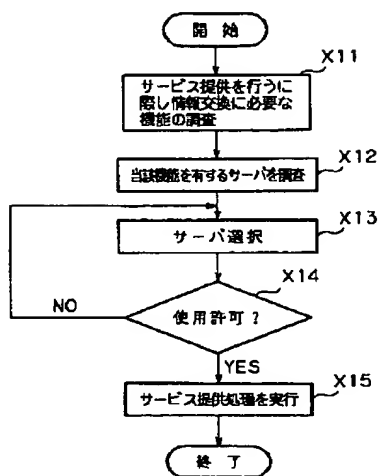 開始
X11
サービス提供を行うに
際し情報交換に必要な
機能の調査
X12
当該機能を有するサーバを調査
X13
サーバ選択
X14
使用許可?
NO
YES
X15
サービス提供処理を実行
終了